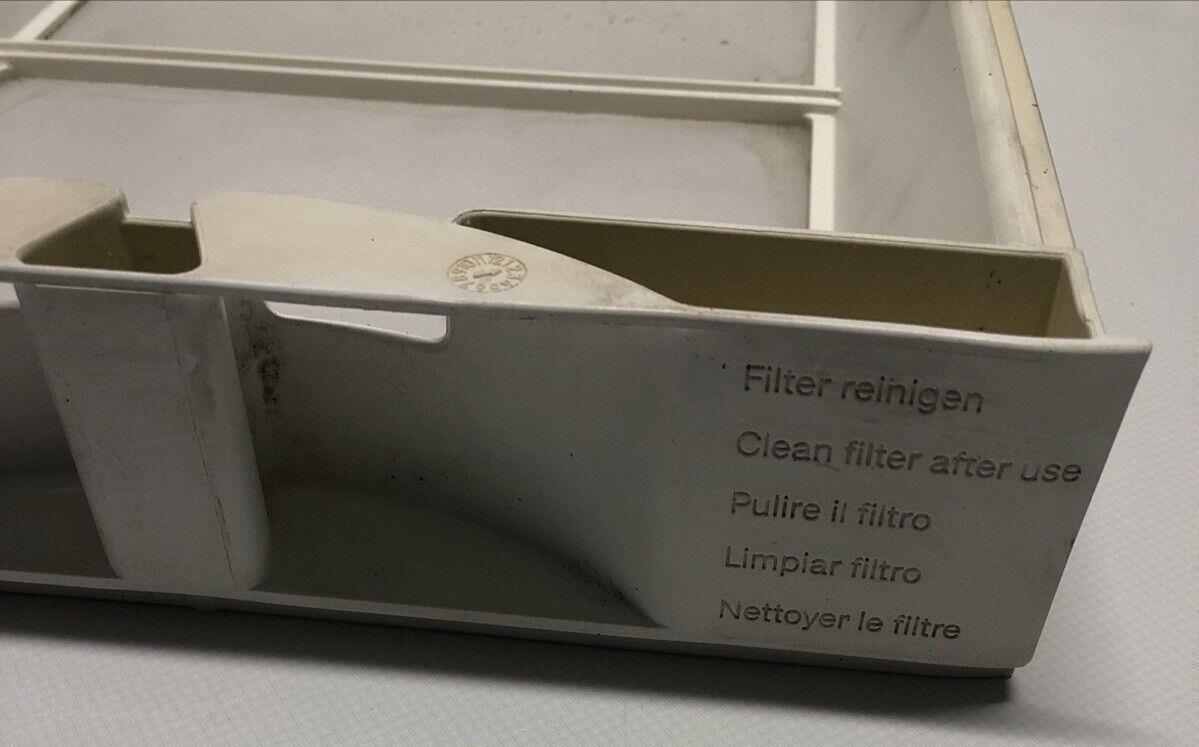 Filter reinigen
Clean filter after use
Pulire il filtro
Limpiar filtro
Nettoyer le filtre